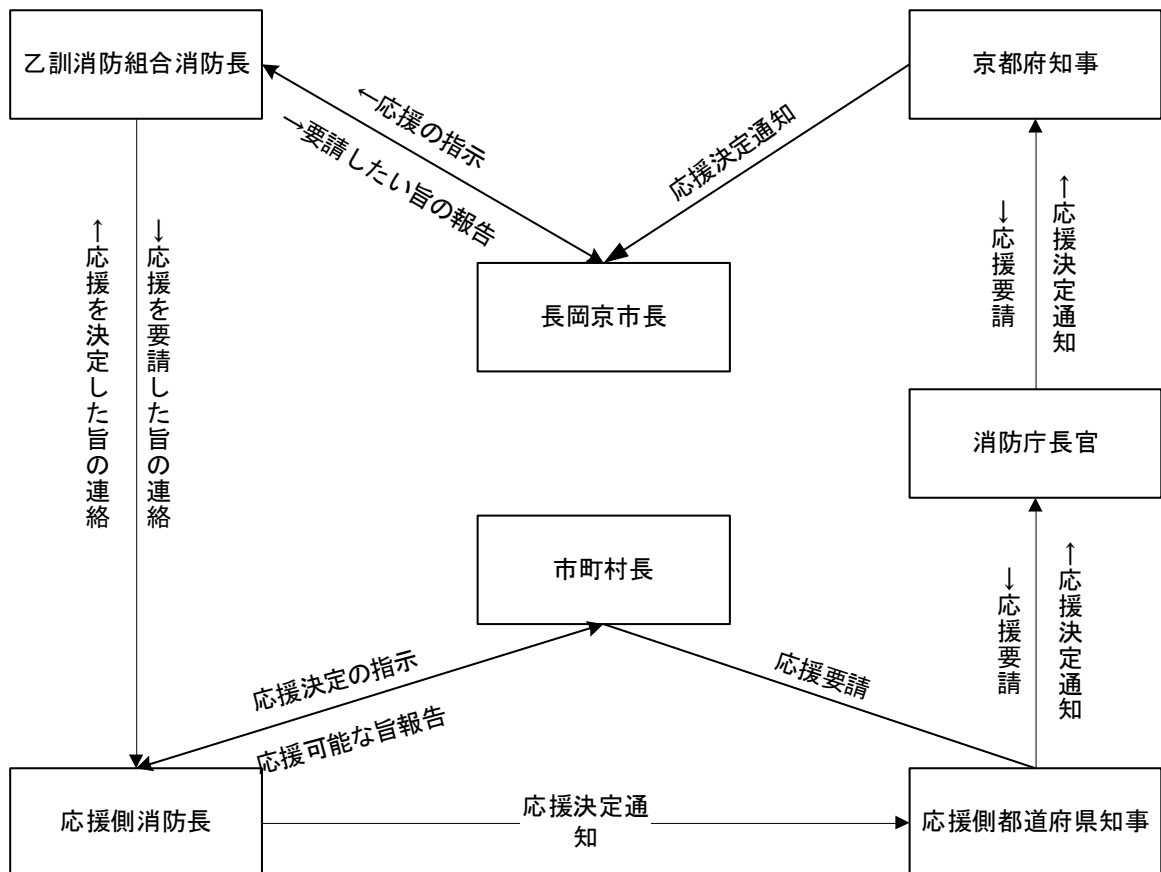 乙訓消防組合消防長
京都府知事
←応援の指示
→要請したい旨の報告
応援決定通知
長岡京市長
↑応援を決定した旨の連絡
↓応援を要請した旨の連絡
↓応援要請
↑応援決定通知
消防庁長官
市町村長
↓応援要請
↑応援決定通知
応援決定の指示
応援可能な旨報告
応援要請
応援側消防長
応援決定通
知
応援側都道府県知事